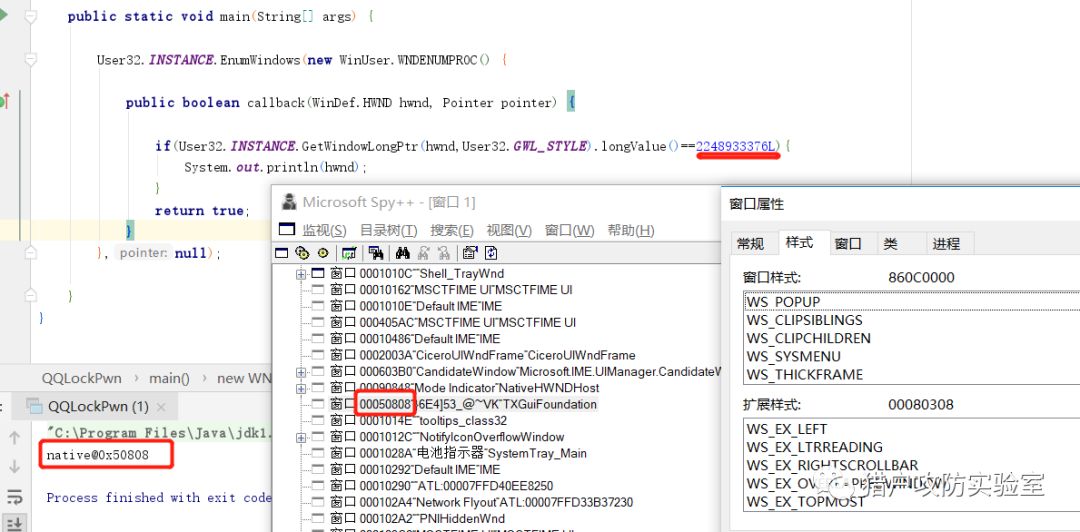 public static void main(String[] args) {
User32.INSTANCE.EnumWindows(new WinUser.WNDENUMPROC() {
public boolean callback(WinDef.HWND hwnd, Pointer pointer) {
if(User32.INSTANCE.GetWindowLongPtr(hwnd,User32.GWL_STYLE).longValue()==2248933376L){
System.out.println(hwnd);
}
return true;
}
}, pointer: null);
}
}
QQLockPwn > main() > new WN
QQLockPwn (1) ×
"C:\Program Files\Java\jdk1.
native@0x50808
Process finished with exit code
Microsoft Spy++ - [窗口 1]
监视(S) 目录树(T) 搜索(E) 视图(V) 窗口(W) 帮助(H)
窗口 0001010C""Shell_TrayWnd
窗口 00010162"MSCTFIME UI"MSCTFIME UI
窗口 0001010E"Default IME"IME
窗口 000405AC"MSCTFIME UI"MSCTFIME UI
窗口 00010486"Default IME"IME
窗口 0002003A"CiceroUIWndFrame"CiceroUIWndFrame
窗口 000603B0"CandidateWindow"Microsoft.IME.UIManager.CandidateW
窗口 00090848"Mode Indicator"NativeHWNDHost
窗口 00050808 6E4]53_@~VK"TXGuiFoundation
窗口 0001014E""tooltips_class32
窗口 0001012C""NotifyIconOverflowWindow
窗口 0001028A"电池指示器"SystemTray_Main
窗口 00010292"Default IME"IME
窗口 00010290""ATL:00007FFD40EE8250
窗口 000102A4"Network Flyout"ATL:00007FFD33B37230
窗口 000102A2""PNIHiddenWnd
窗口属性
常规 样式 窗口 类 进程
窗口样式: 860C0000
WS_POPUP
WS_CLIPSIBLINGS
WS_CLIPCHILDREN
WS_SYSMENU
WS_THICKFRAME
扩展样式: 00080308
WS_EX_LEFT
WS_EX_LTRREADING
WS_EX_RIGHTSCROLLBAR
WS_EX_TOPMOST
猎户攻防实验室